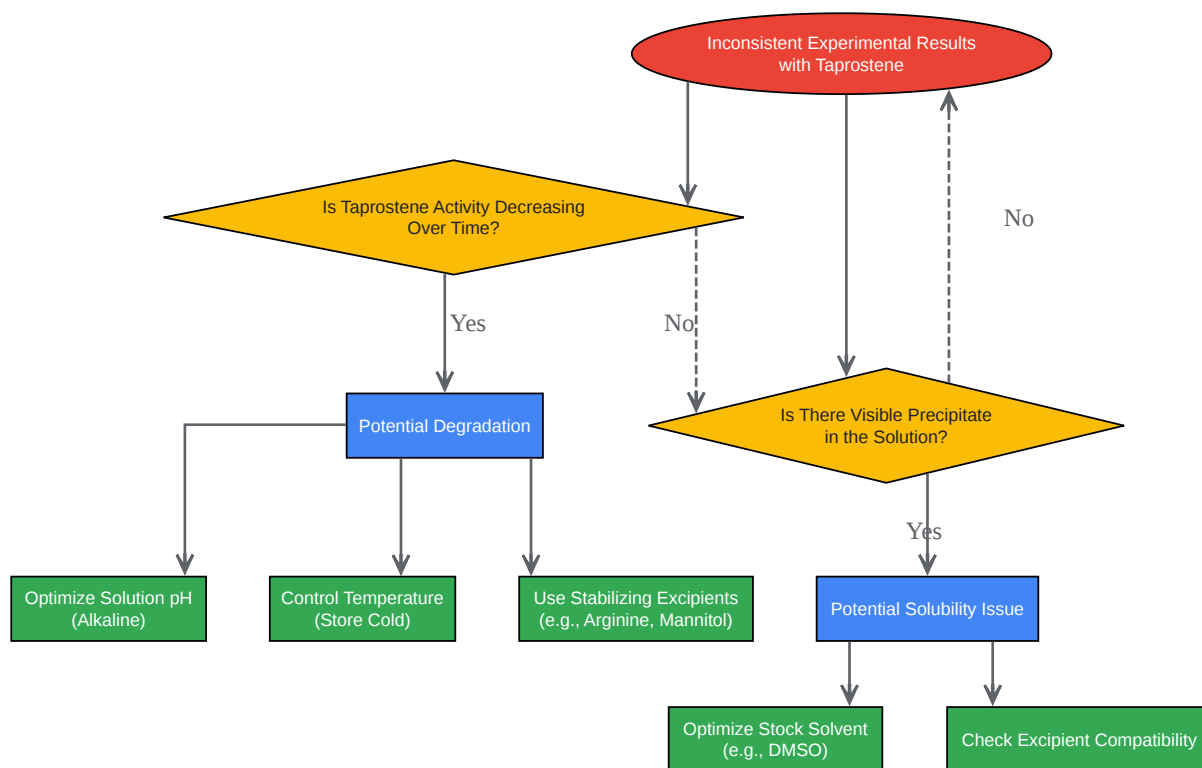 Inconsistent Experimental Results
with Taprostene
Is Taprostene Activity Decreasing
Over Time?
No
Yes
No
Potential Degradation
Is There Visible Precipitate
in the Solution?
Yes
Optimize Solution pH
(Alkaline)
Control Temperature
(Store Cold)
Use Stabilizing Excipients
(e.g., Arginine, Mannitol)
Potential Solubility Issue
Optimize Stock Solvent
(e.g., DMSO)
Check Excipient Compatibility